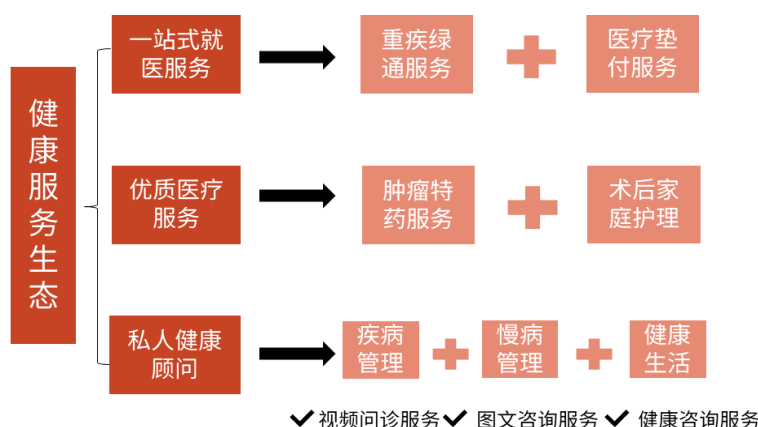 健康服务生态
一站式就
医服务
重疾绿
通服务
医疗垫
付服务
优质医疗
服务
肿瘤特
药服务
术后家
庭护理
私人健康
顾问
疾病
管理
慢病
管理
健康
生活
视频问诊服务 图文咨询服务 健康咨询服务